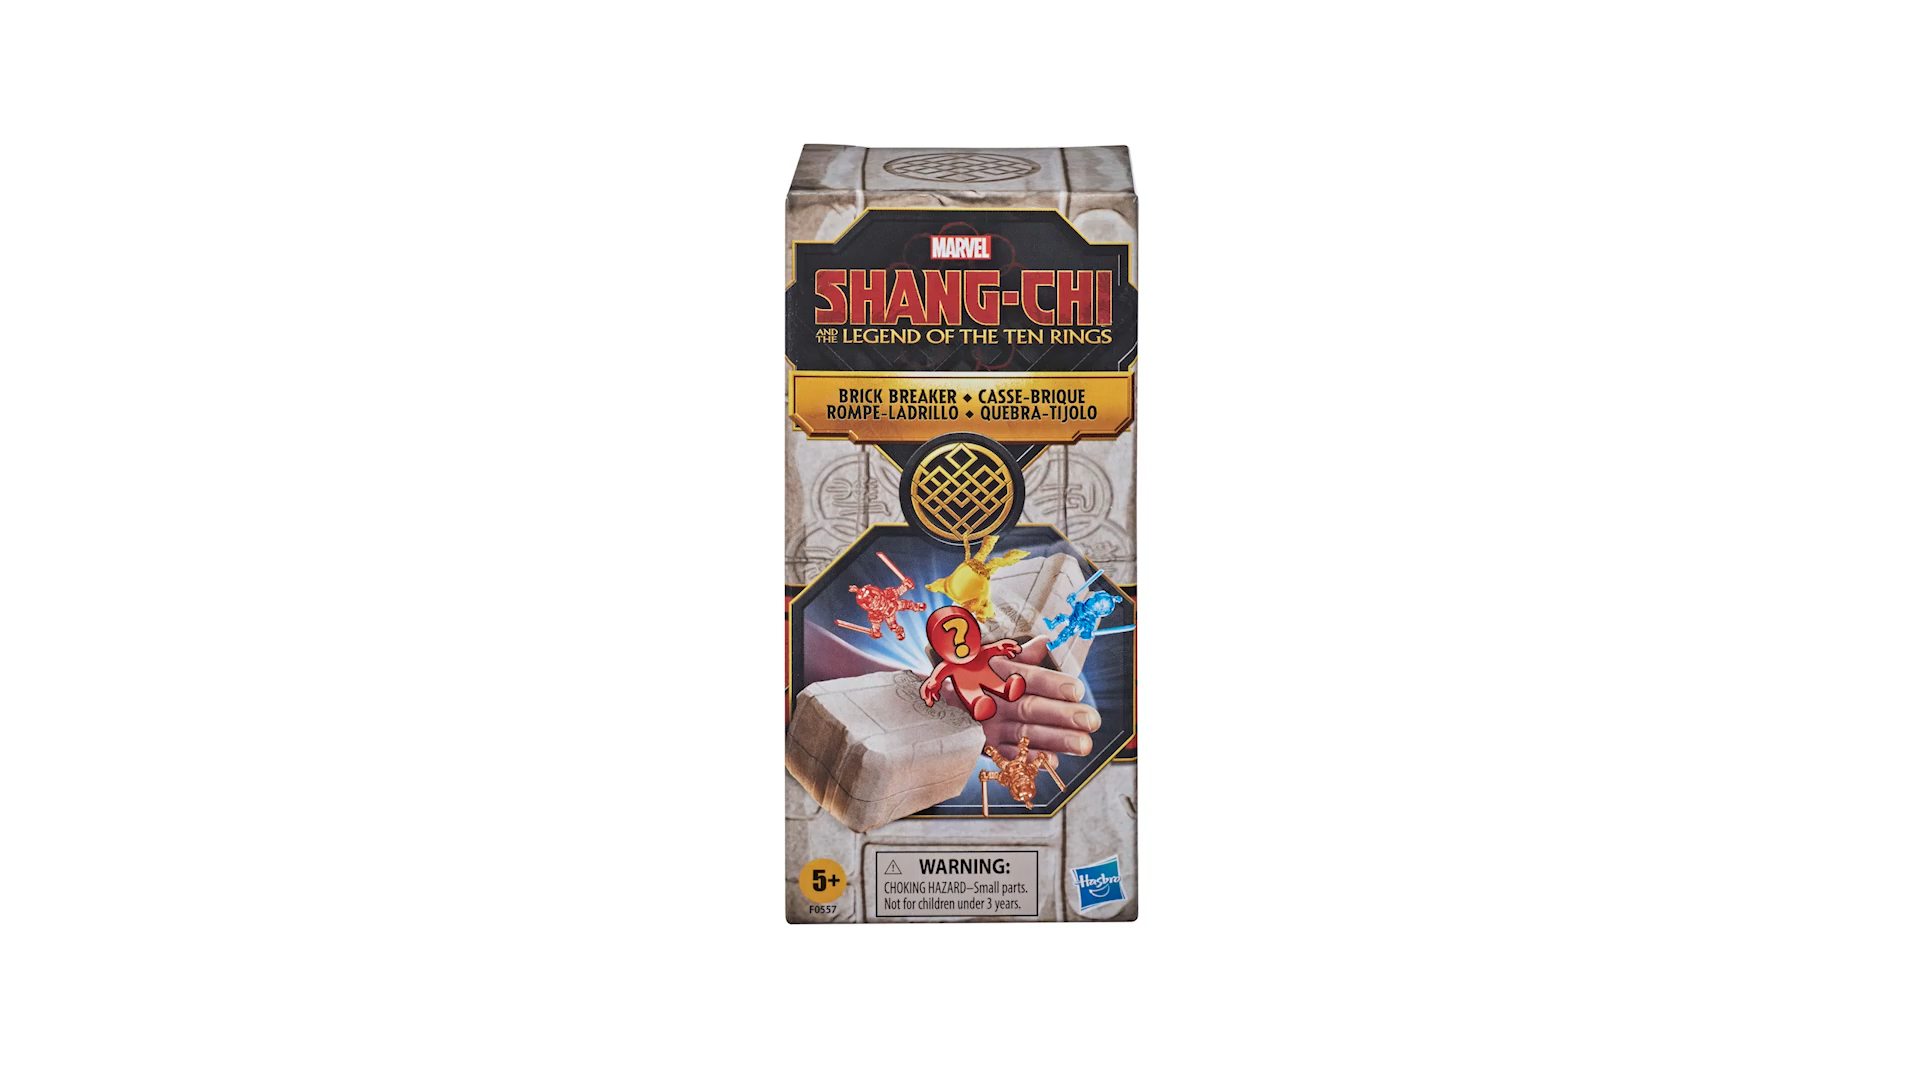 MARVEL
SHANG-CHI
AND THE LEGEND OF THE TEN RINGS
BRICK BREAKER ◆ CASSE-BRIQUE
ROMPE-LADRILLO ◆ QUEBRA-TIJOLO
?
5+
F0557
⚠ WARNING:
CHOKING HAZARD–Small parts.
Not for children under 3 years.
Hasbro